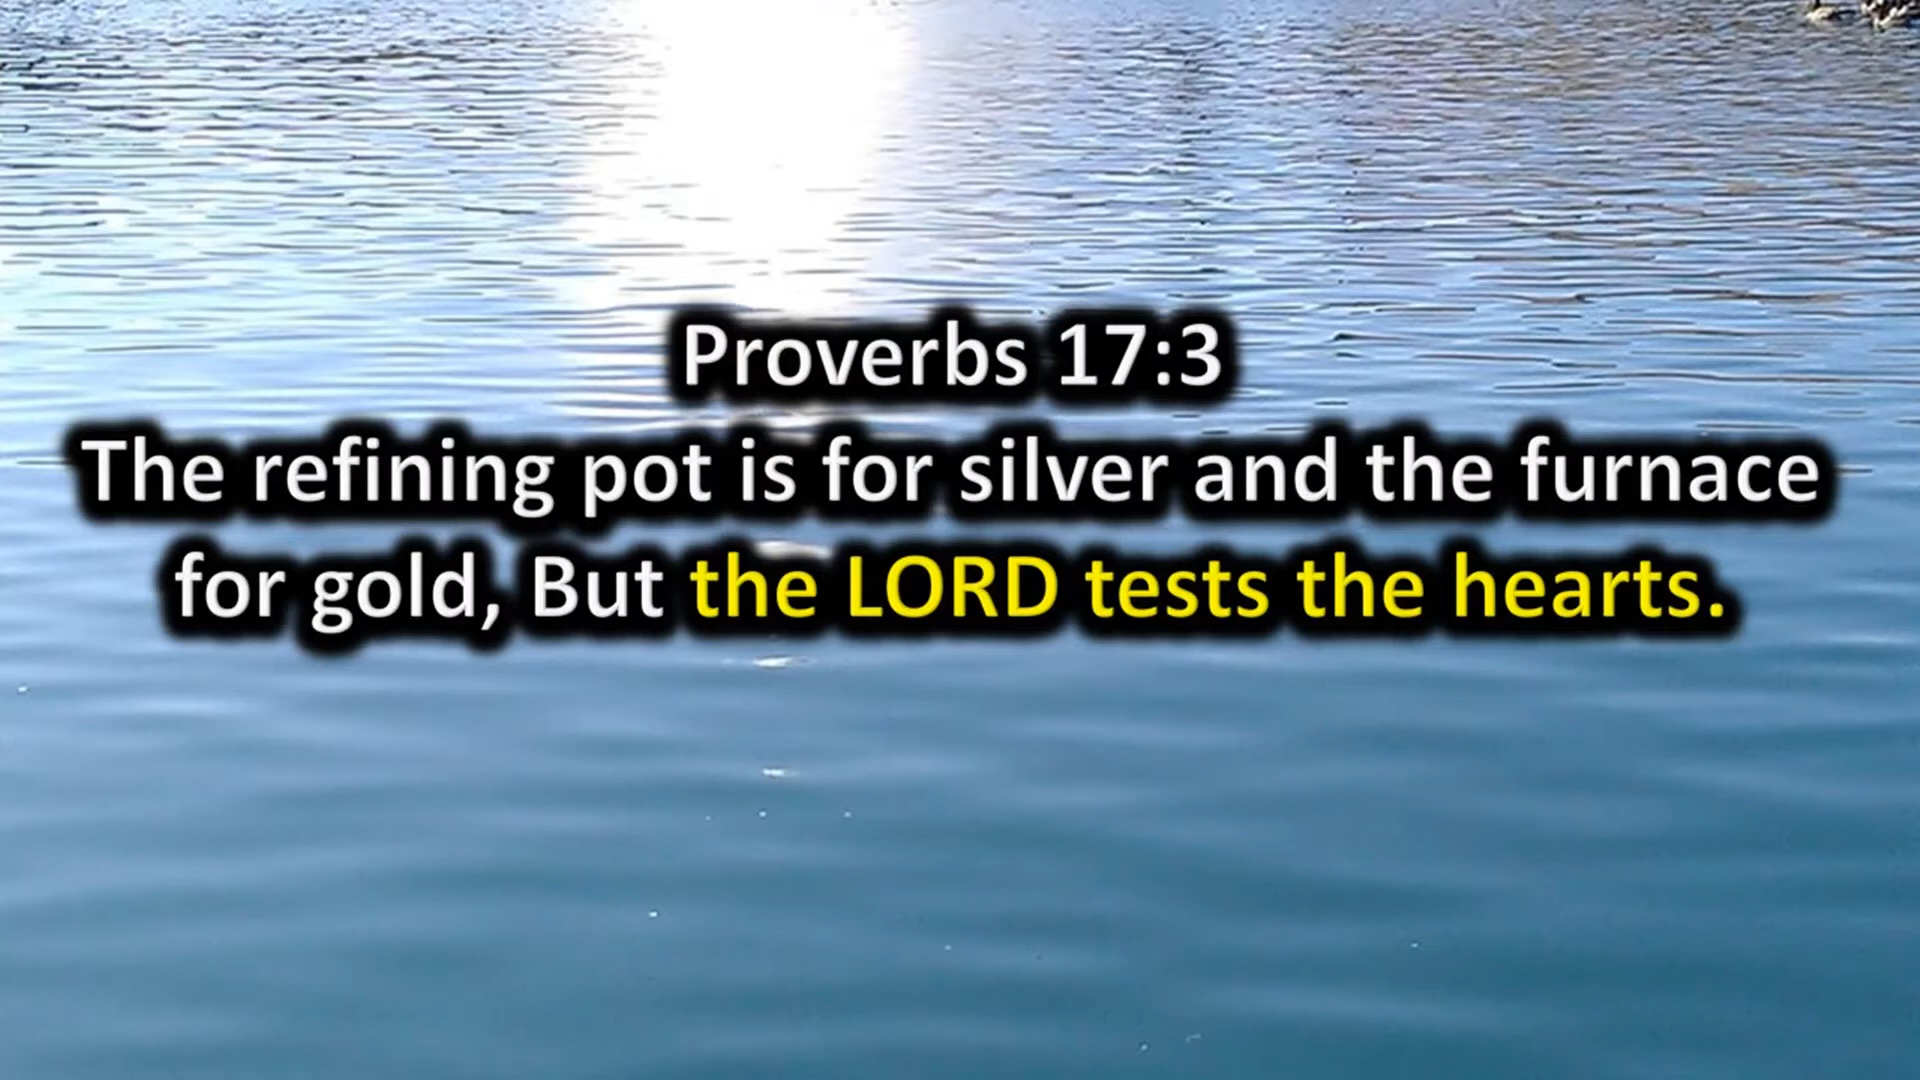 Proverbs 17:3
The refining pot is for silver and the furnace
for gold, But the LORD tests the hearts.